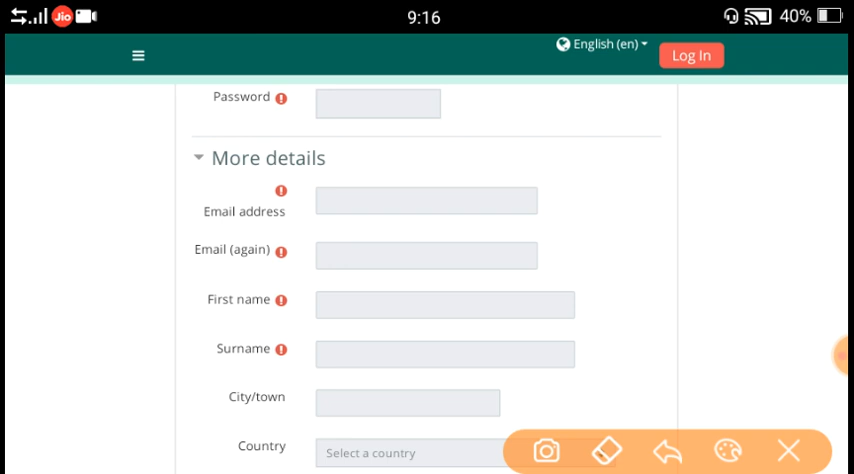 Jio
9:16
40%
English (en)
Log In
Password
More details
Email address
Email (again)
First name
Surname
City/town
Country
Select a country